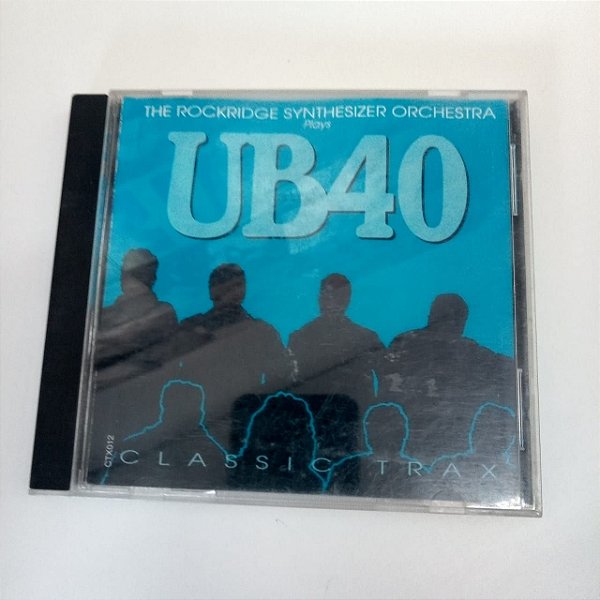 THE ROCKRIDGE SYNTHESIZER ORCHESTRA
Plays
UB40
CTX012
CLASSIC TRAX